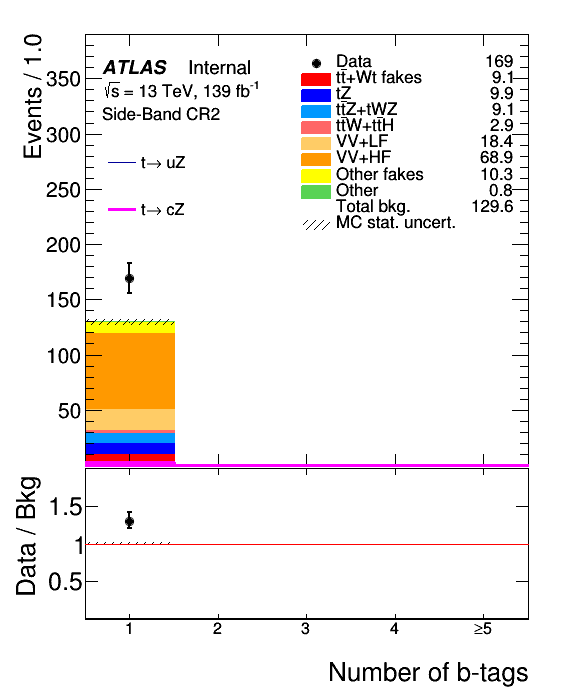 Events / 1.0
350
300
250
200
150
100
50
ATLAS Internal
√s = 13 TeV, 139 fb⁻¹
Side-Band CR2
t→ uZ
t→ cZ
Data 169
tt̄+Wt fakes 9.1
tZ 9.9
tt̄Z+tWZ 9.1
tt̄W+tt̄H 2.9
VV+LF 18.4
VV+HF 68.9
Other fakes 10.3
Other 0.8
Total bkg. 129.6
MC stat. uncert.
Data / Bkg
1.5
1
0.5
1 2 3 4 ≥5
Number of b-tags